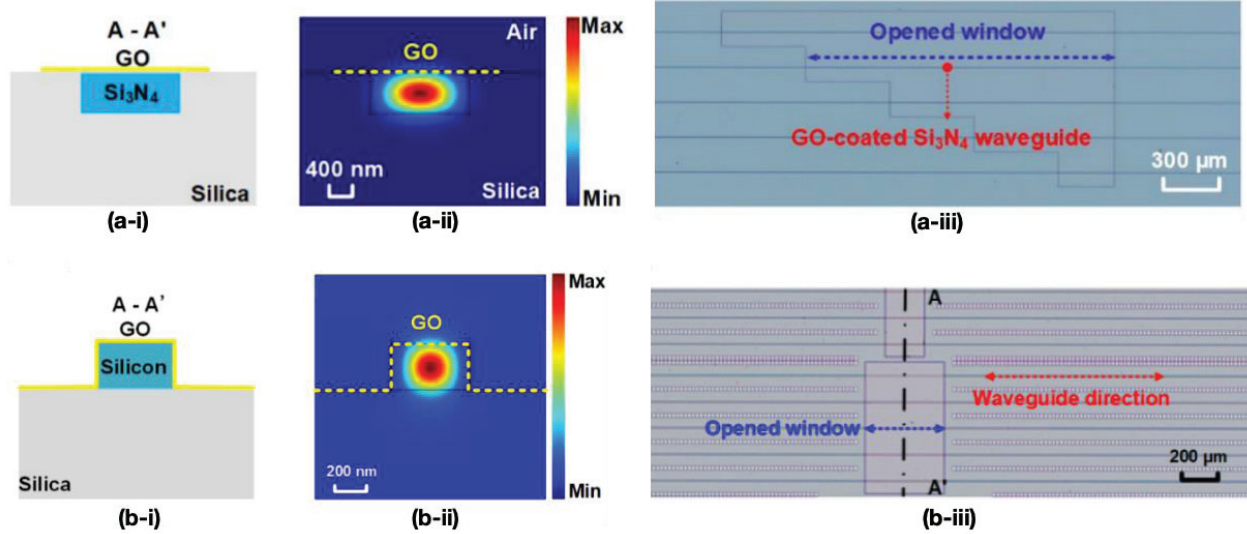 A - A'
GO
Si₃N₄
Silica
(a-i)
Air
GO
400 nm
Silica
Max
Min
(a-ii)
Opened window
GO-coated Si₃N₄ waveguide
300 μm
(a-iii)
A - A'
GO
Silicon
Silica
(b-i)
GO
200 nm
Max
Min
(b-ii)
A
Waveguide direction
Opened window
200 μm
A'
(b-iii)